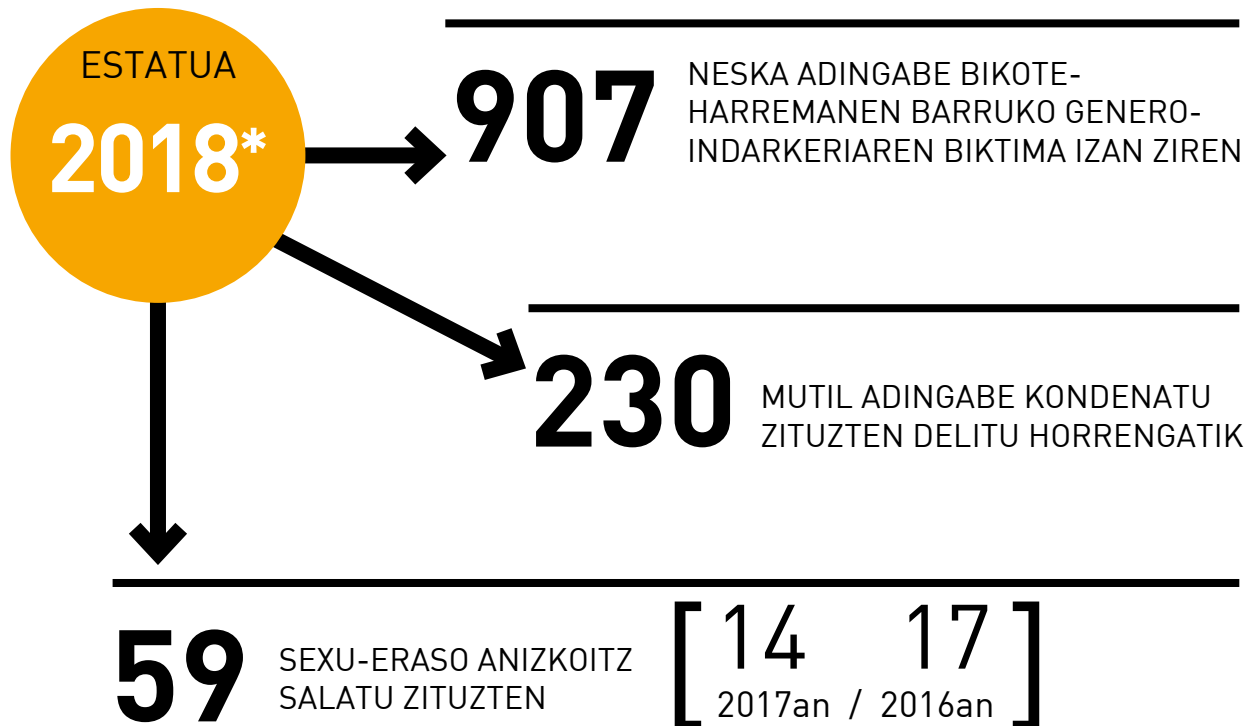 ESTATUA
2018*
907
NESKA ADINGABE BIKOTE-
HARREMANEN BARRUKO GENERO-
INDARKERIAREN BIKTIMA IZAN ZIREN
230
MUTIL ADINGABE KONDENATU
ZITUZTEN DELITU HORRENGATIK
59
SEXU-ERASO ANIZKOITZ
SALATU ZITUZTEN
[ 14 17 ]
2017an / 2016an